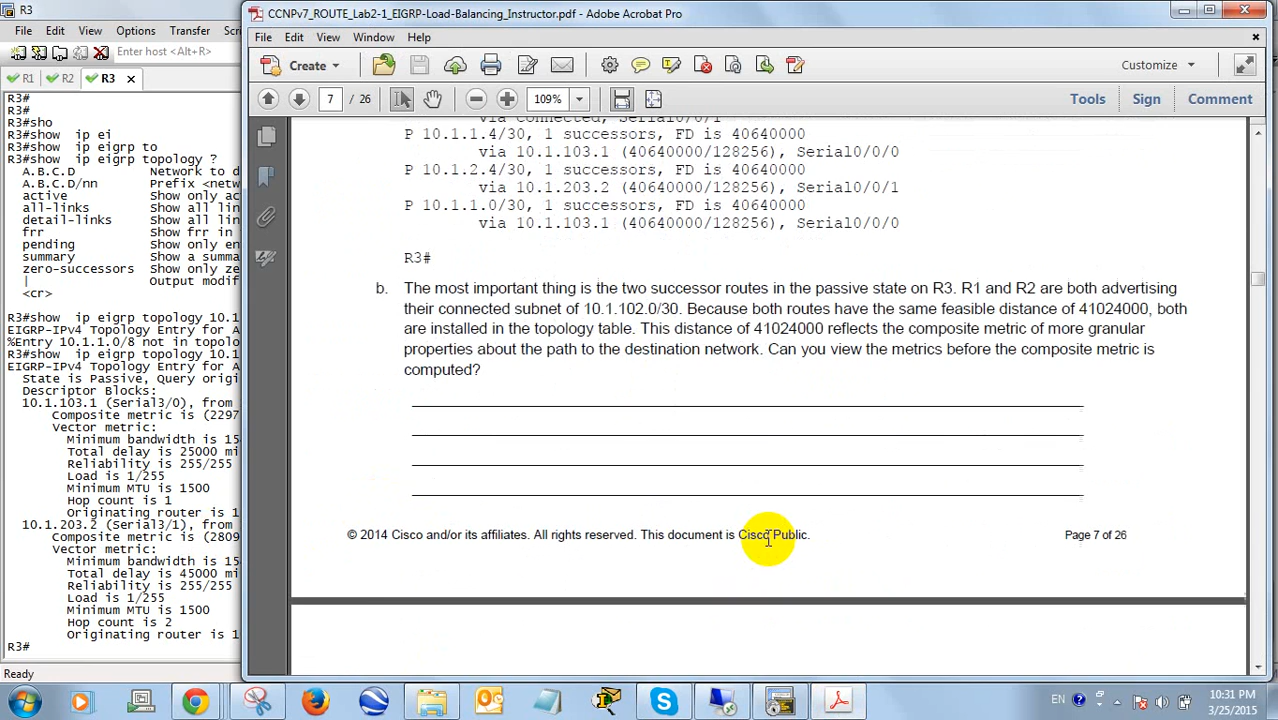 R3
File Edit View Options Transfer
Enter host <Alt+R>
R1 R2 R3
R3#
R3#
R3#sho
R3#show  ip ei
R3#show  ip eigrp to
R3#show  ip eigrp topology ?
A.B.C.D Network to d
A.B.C.D/nn Prefix <netw
active Show only ac
all-links Show all lin
detail-links Show all lin
frr Show frr in
pending Show only en
summary Show a summa
zero-successors Show only ze
| Output modif
<cr>
R3#show  ip eigrp topology 10.1
EIGRP-IPv4 Topology Entry for A
%Entry 10.1.1.0/8 not in topolo
R3#show  ip eigrp topology 10.1
EIGRP-IPv4 Topology Entry for A
State is Passive, Query origi
Descriptor Blocks:
10.1.103.1 (Serial3/0), from
Composite metric is (2297
Vector metric:
Minimum bandwidth is 15
Total delay is 25000 mi
Reliability is 255/255
Load is 1/255
Minimum MTU is 1500
Hop count is 1
Originating router is 1
10.1.203.2 (Serial3/1), from
Composite metric is (2809
Vector metric:
Minimum bandwidth is 15
Total delay is 45000 mi
Reliability is 255/255
Load is 1/255
Minimum MTU is 1500
Hop count is 2
Originating router is 1
R3#
Ready
CCNPv7_ROUTE_Lab2-1_EIGRP-Load-Balancing_Instructor.pdf - Adobe Acrobat Pro
File Edit View Window Help
Create Customize
7 / 26 109% Tools Sign Comment
via Connected, Serial0/0/1
P 10.1.1.4/30, 1 successors, FD is 40640000
via 10.1.103.1 (40640000/128256), Serial0/0/0
P 10.1.2.4/30, 1 successors, FD is 40640000
via 10.1.203.2 (40640000/128256), Serial0/0/1
P 10.1.1.0/30, 1 successors, FD is 40640000
via 10.1.103.1 (40640000/128256), Serial0/0/0
R3#
b. The most important thing is the two successor routes in the passive state on R3. R1 and R2 are both advertising
their connected subnet of 10.1.102.0/30. Because both routes have the same feasible distance of 41024000, both
are installed in the topology table. This distance of 41024000 reflects the composite metric of more granular
properties about the path to the destination network. Can you view the metrics before the composite metric is
computed?
© 2014 Cisco and/or its affiliates. All rights reserved. This document is Cisco Public. Page 7 of 26
EN
10:31 PM
3/25/2015